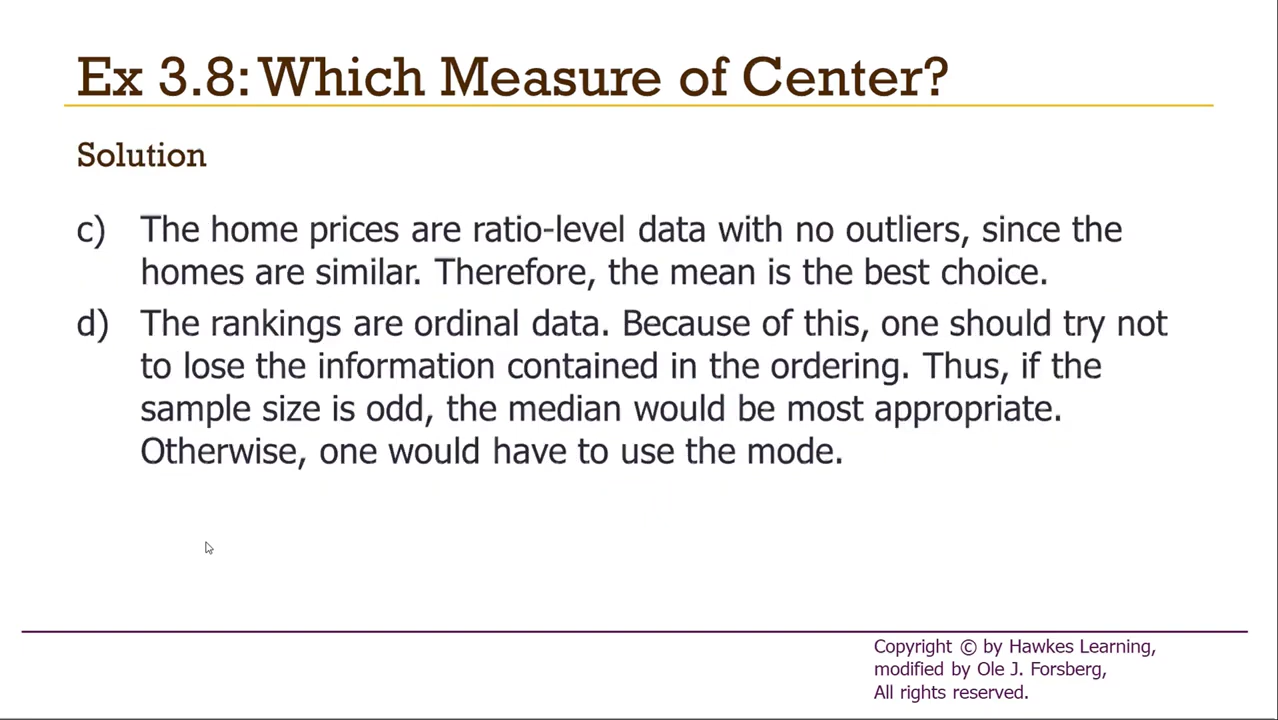 Ex 3.8: Which Measure of Center?
Solution
c) The home prices are ratio-level data with no outliers, since the
homes are similar. Therefore, the mean is the best choice.
d) The rankings are ordinal data. Because of this, one should try not
to lose the information contained in the ordering. Thus, if the
sample size is odd, the median would be most appropriate.
Otherwise, one would have to use the mode.
Copyright © by Hawkes Learning,
modified by Ole J. Forsberg,
All rights reserved.